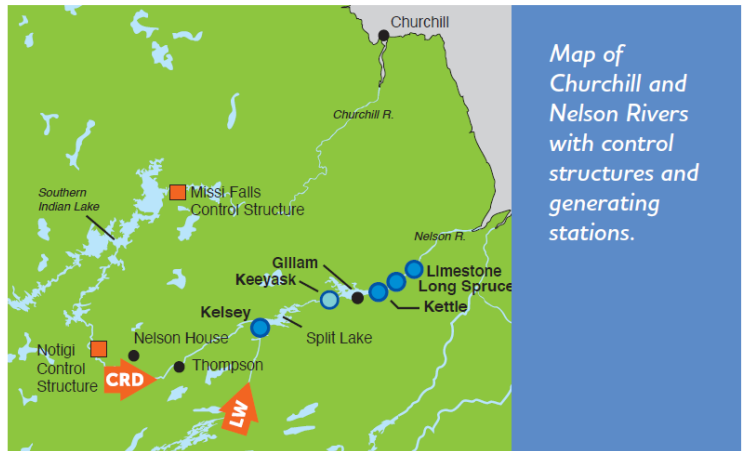 Churchill
Churchill R.
Missi Falls
Control Structure
Southern
Indian Lake
Nelson R.
Gillam
Keeyask
Limestone
Long Spruce
Kettle
Kelsey
Split Lake
Nelson House
Notigi
Control
Structure
Thompson
CRD
LW
Map of
Churchill and
Nelson Rivers
with control
structures and
generating
stations.